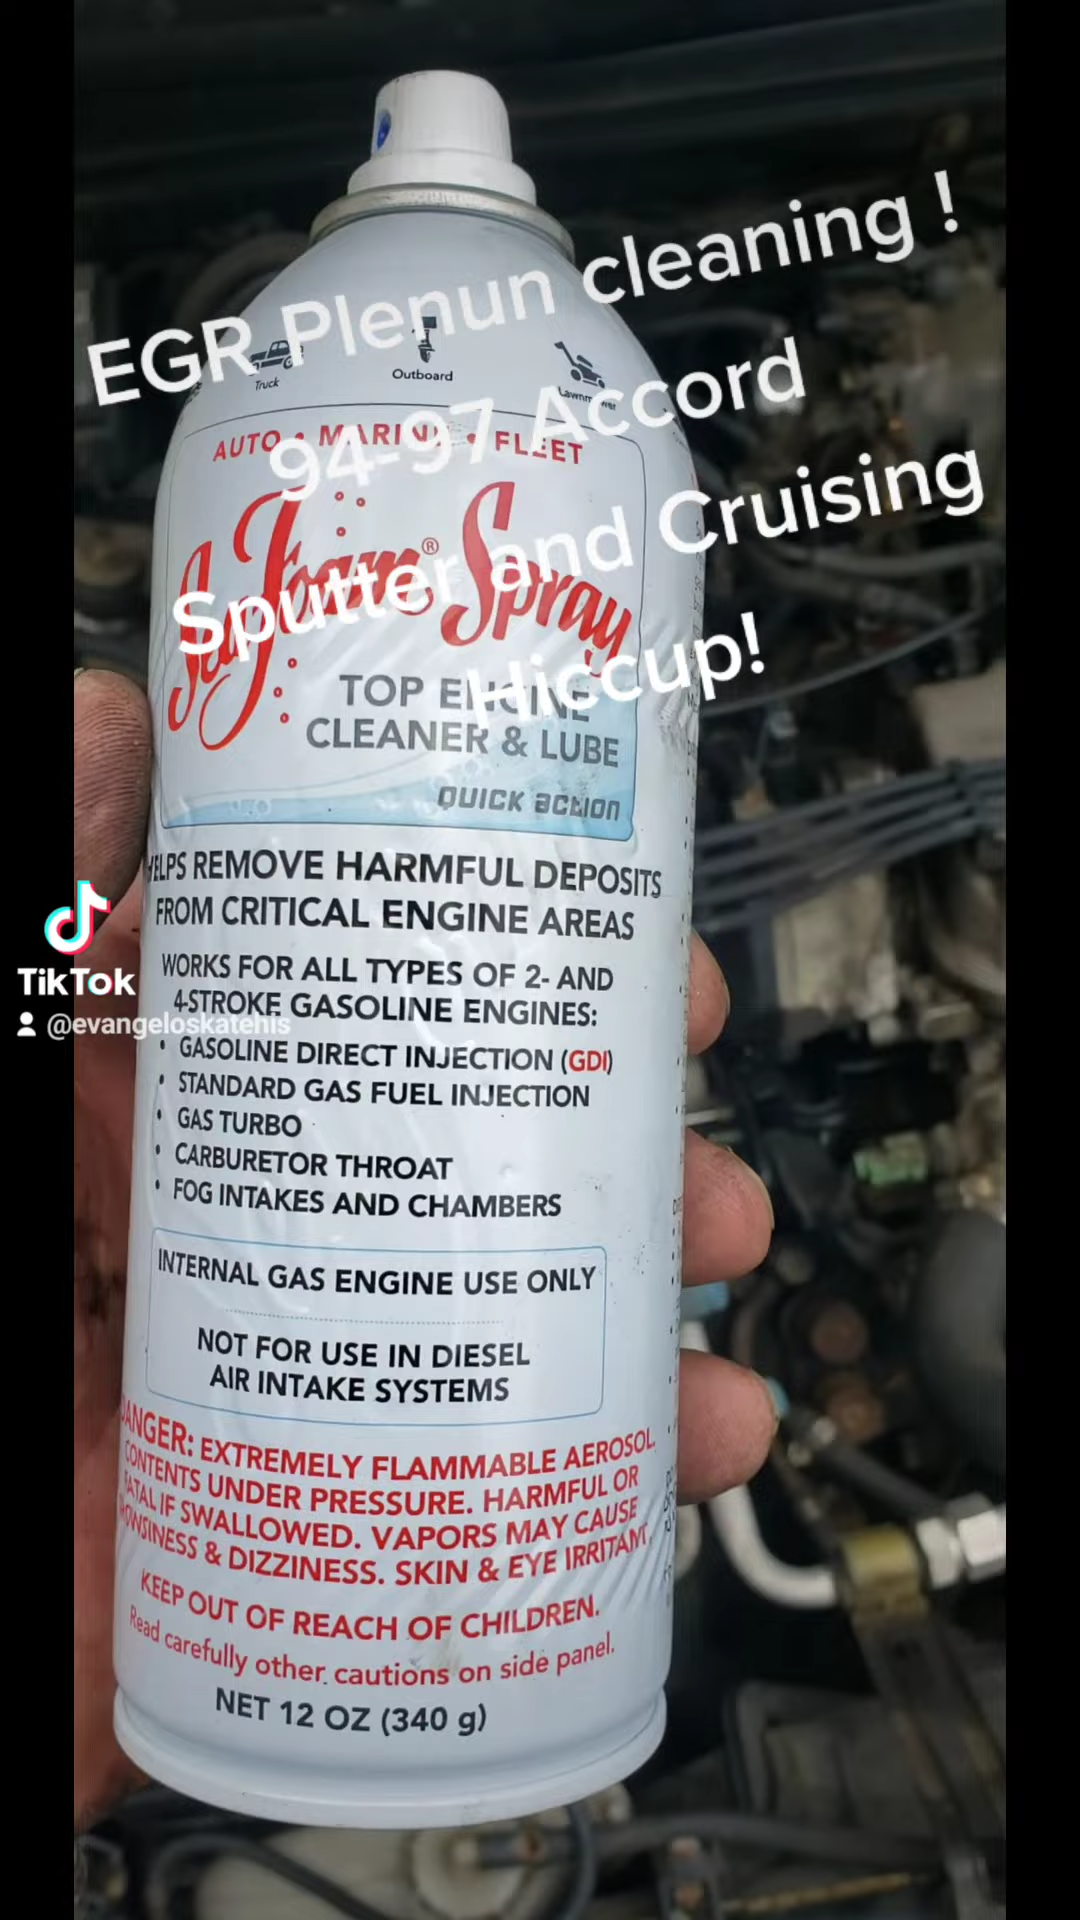 EGR Plenun cleaning !
94-97 Accord
Sputter and Cruising
Hiccup!
Truck
Outboard
Lawnmower
AUTO • MARINE • FLEET
Sea Foam® Spray
TOP ENGINE
CLEANER & LUBE
QUICK ACTION
HELPS REMOVE HARMFUL DEPOSITS
FROM CRITICAL ENGINE AREAS
WORKS FOR ALL TYPES OF 2- AND
4-STROKE GASOLINE ENGINES:
• GASOLINE DIRECT INJECTION (GDI)
• STANDARD GAS FUEL INJECTION
• GAS TURBO
• CARBURETOR THROAT
• FOG INTAKES AND CHAMBERS
INTERNAL GAS ENGINE USE ONLY
NOT FOR USE IN DIESEL
AIR INTAKE SYSTEMS
DANGER: EXTREMELY FLAMMABLE AEROSOL.
CONTENTS UNDER PRESSURE. HARMFUL OR
FATAL IF SWALLOWED. VAPORS MAY CAUSE
DROWSINESS & DIZZINESS. SKIN & EYE IRRITANT.
KEEP OUT OF REACH OF CHILDREN.
Read carefully other cautions on side panel.
NET 12 OZ (340 g)
TikTok
@evangeloskatehis